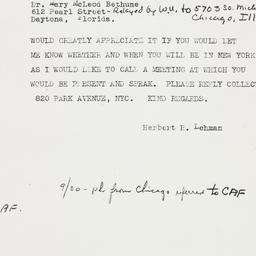 Dr. Mary McLeod Bethune
612 Pearl Street- Relayed by W.U. to 5703 So. Mich
Daytona, Florida. Chicago, Ill
WOULD GREATLY APPRECIATE IT IF YOU WOULD LET
ME KNOW WHETHER AND WHEN YOU WILL BE IN NEW YORK
AS I WOULD LIKE TO CALL A MEETING AT WHICH YOU
WOULD BE PRESENT AND SPEAK. PLEASE REPLY COLLECT
820 PARK AVENUE, NYC. KIND REGARDS.
Herbert H. Lehman
9/20 - ph from Chicago referred to CAF
AF.